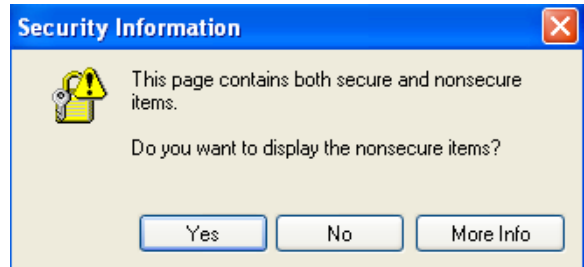 Security Information
This page contains both secure and nonsecure
items.
Do you want to display the nonsecure items?
Yes
No
More Info